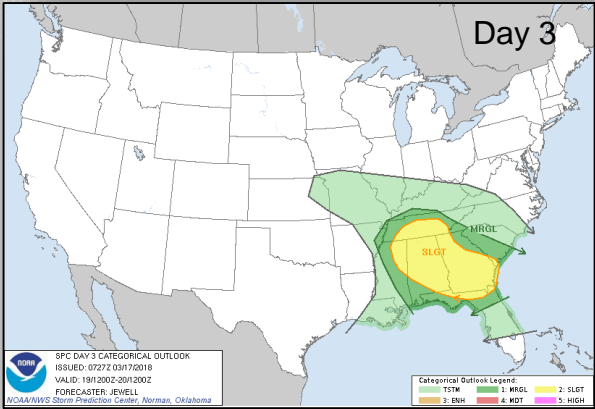 Day 3
MRGL
SLGT
SPC DAY 3 CATEGORICAL OUTLOOK
ISSUED: 0727Z 03/17/2018
VALID: 19/1200Z-20/1200Z
FORECASTER: JEWELL
NOAA/NWS Storm Prediction Center, Norman, Oklahoma
NOAA
Categorical Outlook Legend:
TSTM 1: MRGL 2: SLGT
3: ENH 4: MDT 5: HIGH